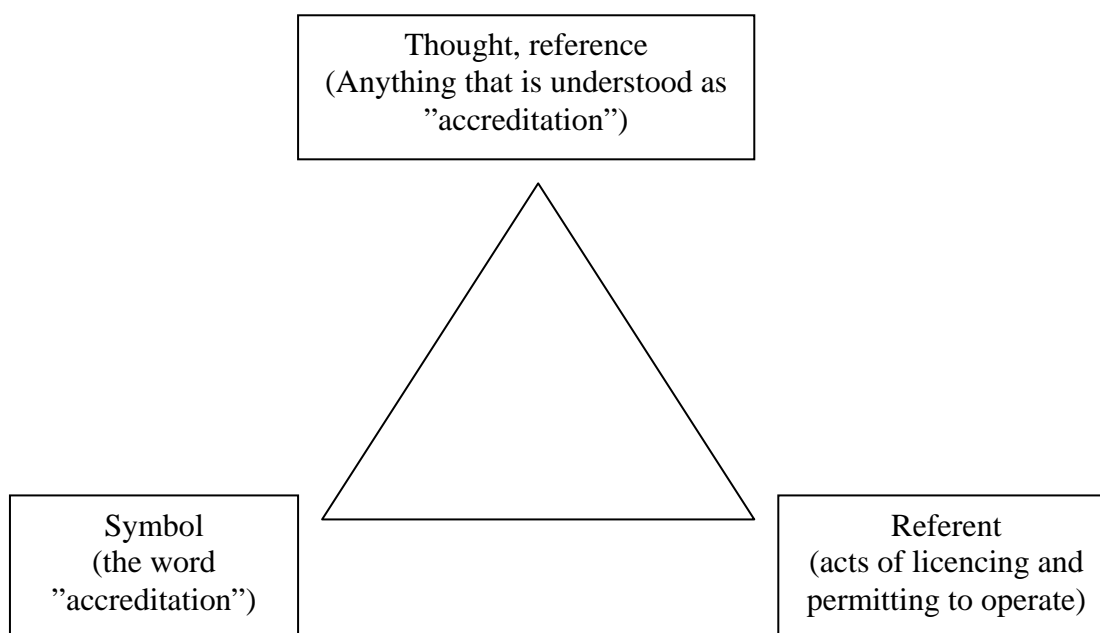 Thought, reference
(Anything that is understood as
”accreditation”)
Symbol
(the word
”accreditation”)
Referent
(acts of licencing and
permitting to operate)